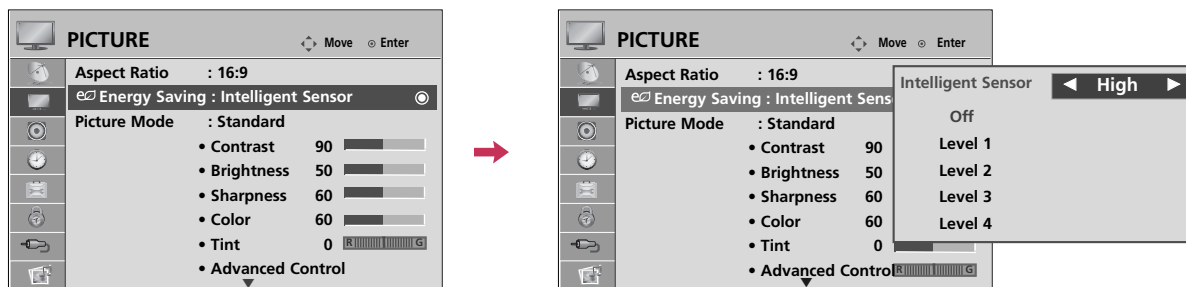 PICTURE Move Enter
Aspect Ratio : 16:9
Energy Saving : Intelligent Sensor
Picture Mode : Standard
• Contrast 90
• Brightness 50
• Sharpness 60
• Color 60
• Tint 0 R G
• Advanced Control
PICTURE Move Enter
Aspect Ratio : 16:9
Energy Saving : Intelligent
Picture Mode : Standard
• Contrast 90
• Brightness 50
• Sharpness 60
• Color 60
• Tint 0
• Advanced Control R G
Intelligent Sensor ◀ High ▶
Off
Level 1
Level 2
Level 3
Level 4